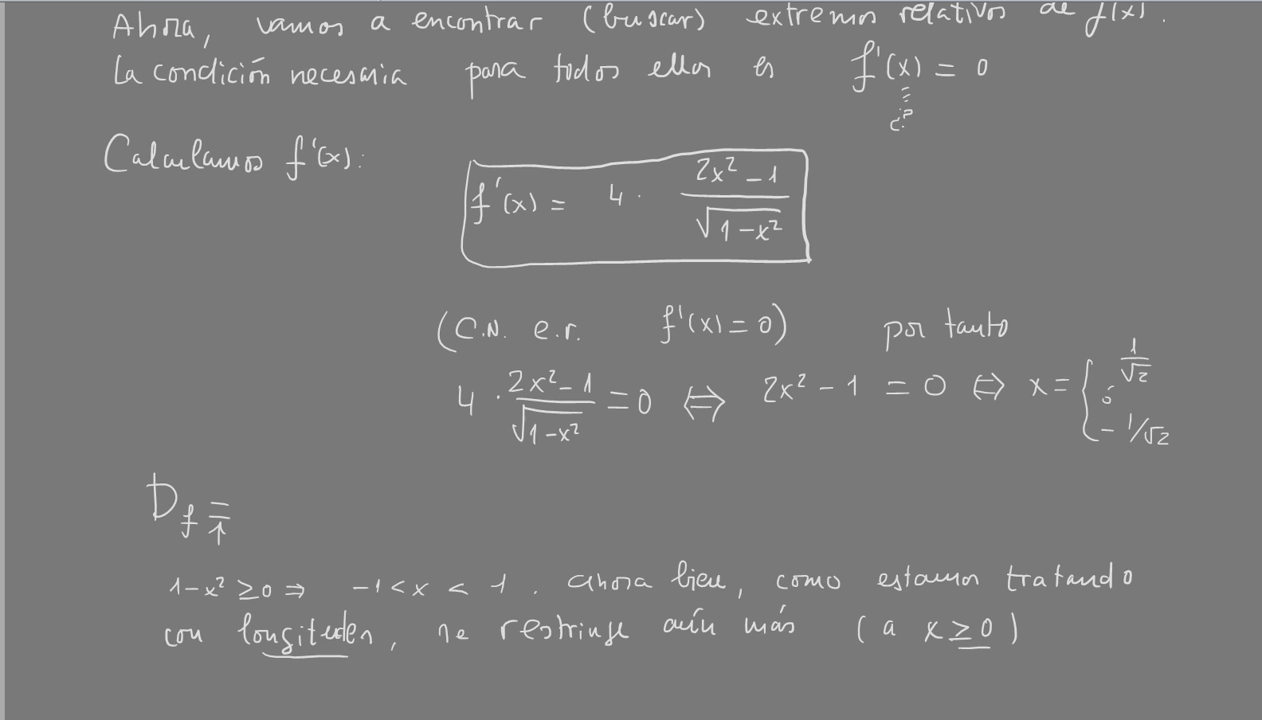 Ahora, vamos a encontrar (buscar) extremos relativos de f(x).
La condición necesaria para todos ellos es f'(x) = 0
¿?
Calculamos f'(x):
f'(x) = 4 · (2x² - 1)/√(1-x²)
(C.N. e.r. f'(x) = 0) por tanto
4 · (2x² - 1)/√(1-x²) = 0 ⇔ 2x² - 1 = 0 ⇔ x = { 1/√2 ó - 1/√2
D_f =
↑
1-x² ≥ 0 ⇒ -1 < x < 1. ahora bien, como estamos tratando
con longitudes, se restringe aún más (a x ≥ 0)